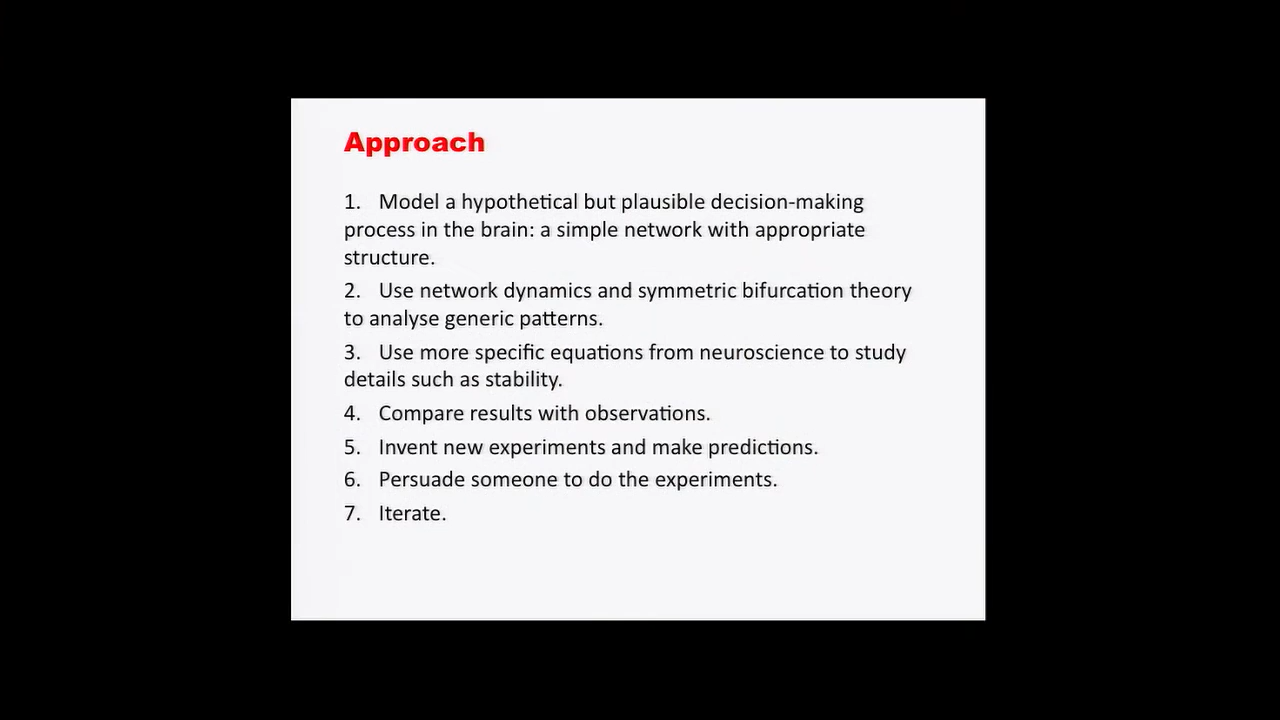 Approach
1. Model a hypothetical but plausible decision-making
process in the brain: a simple network with appropriate
structure.
2. Use network dynamics and symmetric bifurcation theory
to analyse generic patterns.
3. Use more specific equations from neuroscience to study
details such as stability.
4. Compare results with observations.
5. Invent new experiments and make predictions.
6. Persuade someone to do the experiments.
7. Iterate.